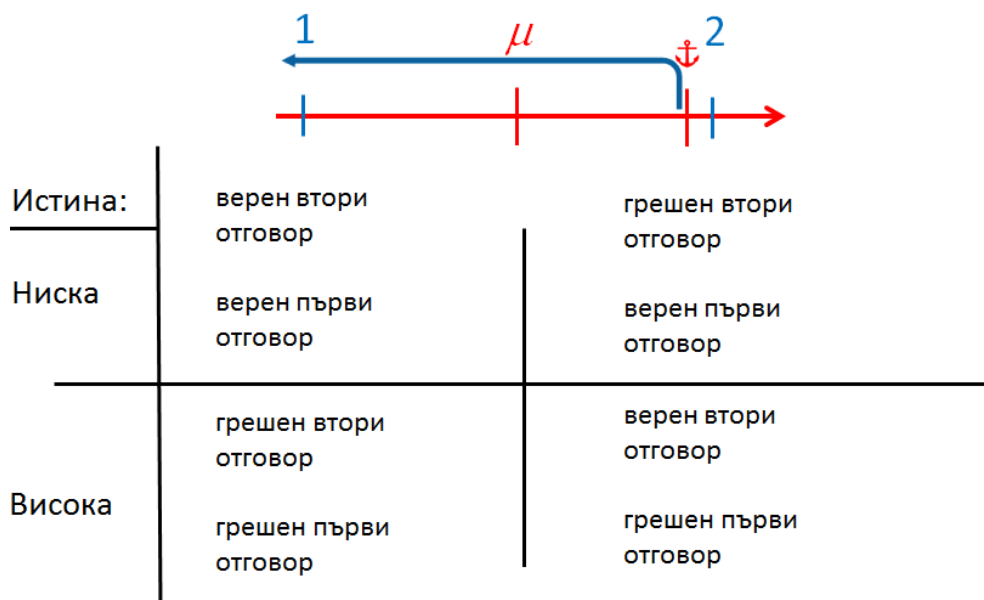 1
μ
2
Истина:
верен втори
отговор
грешен втори
отговор
Ниска
верен първи
отговор
верен първи
отговор
грешен втори
отговор
верен втори
отговор
Висока
грешен първи
отговор
грешен първи
отговор